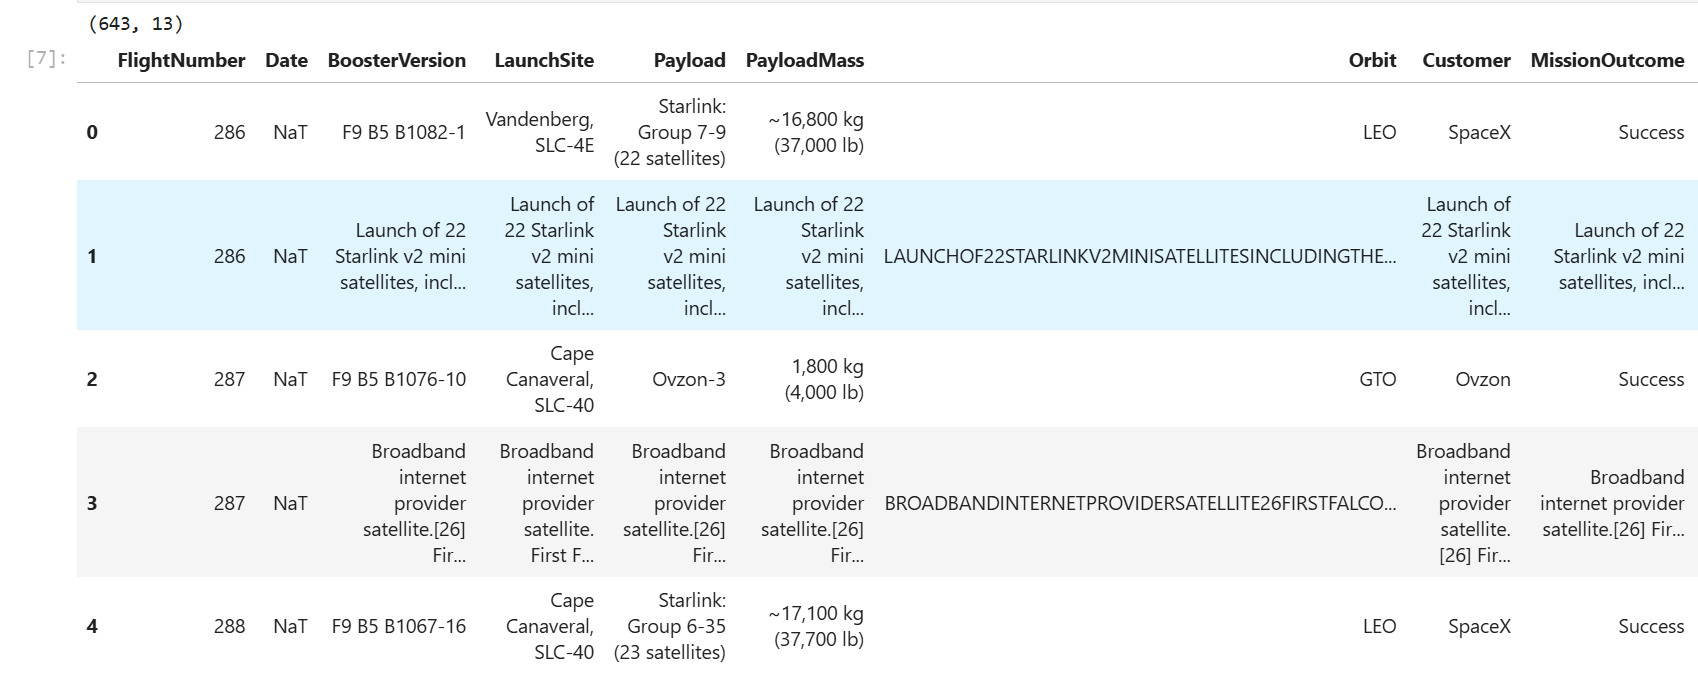 (643, 13)
[7]:
FlightNumber Date BoosterVersion LaunchSite Payload PayloadMass Orbit Customer MissionOutcome
0 286 NaT F9 B5 B1082-1 Vandenberg, SLC-4E Starlink: Group 7-9 (22 satellites) ~16,800 kg (37,000 lb) LEO SpaceX Success
1 286 NaT Launch of 22 Starlink v2 mini satellites, incl... Launch of 22 Starlink v2 mini satellites, incl... Launch of 22 Starlink v2 mini satellites, incl... Launch of 22 Starlink v2 mini satellites, incl... LAUNCHOF22STARLINKV2MINISATELLITESINCLUDINGTHE... Launch of 22 Starlink v2 mini satellites, incl... Launch of 22 Starlink v2 mini satellites, incl...
2 287 NaT F9 B5 B1076-10 Cape Canaveral, SLC-40 Ovzon-3 1,800 kg (4,000 lb) GTO Ovzon Success
3 287 NaT Broadband internet provider satellite.[26] Fir... Broadband internet provider satellite. First F... Broadband internet provider satellite.[26] Fir... Broadband internet provider satellite.[26] Fir... BROADBANDINTERNETPROVIDERSATELLITE26FIRSTFALCO... Broadband internet provider satellite.[26] Fir... Broadband internet provider satellite.[26] Fir...
4 288 NaT F9 B5 B1067-16 Cape Canaveral, SLC-40 Starlink: Group 6-35 (23 satellites) ~17,100 kg (37,700 lb) LEO SpaceX Success